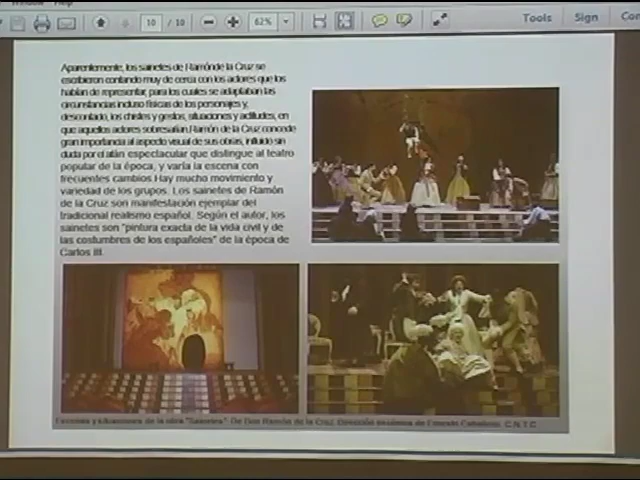 Window Help
10 / 10
62%
Tools
Sign
Aparentemente, los sainetes de Ramónde la Cruz se
escribieron contando muy de cerca con los actores que los
habían de representar, para los cuales se adaptaban las
circunstancias incluso físicas de los personajes y,
descontado, los chistes y gestos, situaciones y actitudes, en
que aquellos actores sobresalían.Ramón de la Cruz concede
gran importancia al aspecto visual de sus obras, influido sin
duda por el afán espectacular que distingue al teatro
popular de la época, y varía la escena con
frecuentes cambios.Hay mucho movimiento y
variedad de los grupos. Los sainetes de Ramón
de la Cruz son manifestación ejemplar del
tradicional realismo español. Según el autor, los
sainetes son "pintura exacta de la vida civil y de
las costumbres de los españoles" de la época de
Carlos III.
de la obra "Sainetes". De Don Ramón de la Cruz. Dirección escénica de Ernesto Caballero. C.N.T.C.